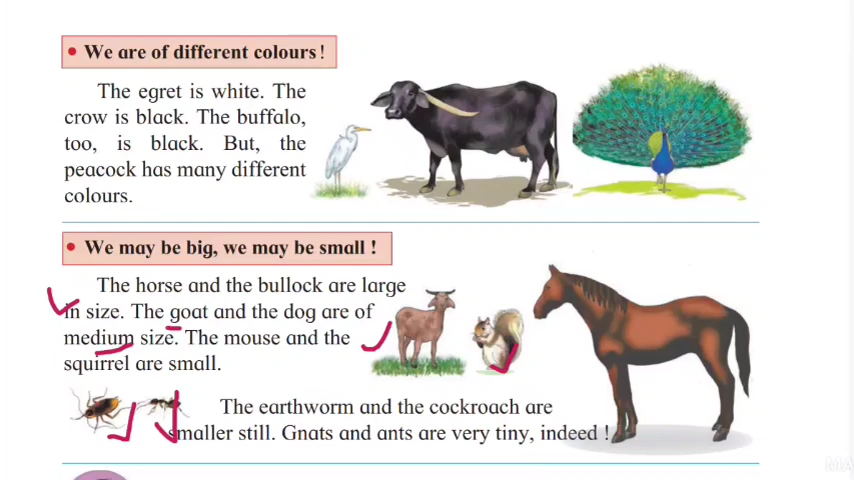 • We are of different colours!
The egret is white. The
crow is black. The buffalo,
too, is black. But, the
peacock has many different
colours.
• We may be big, we may be small !
The horse and the bullock are large
in size. The goat and the dog are of
medium size. The mouse and the
squirrel are small.
The earthworm and the cockroach are
smaller still. Gnats and ants are very tiny, indeed !